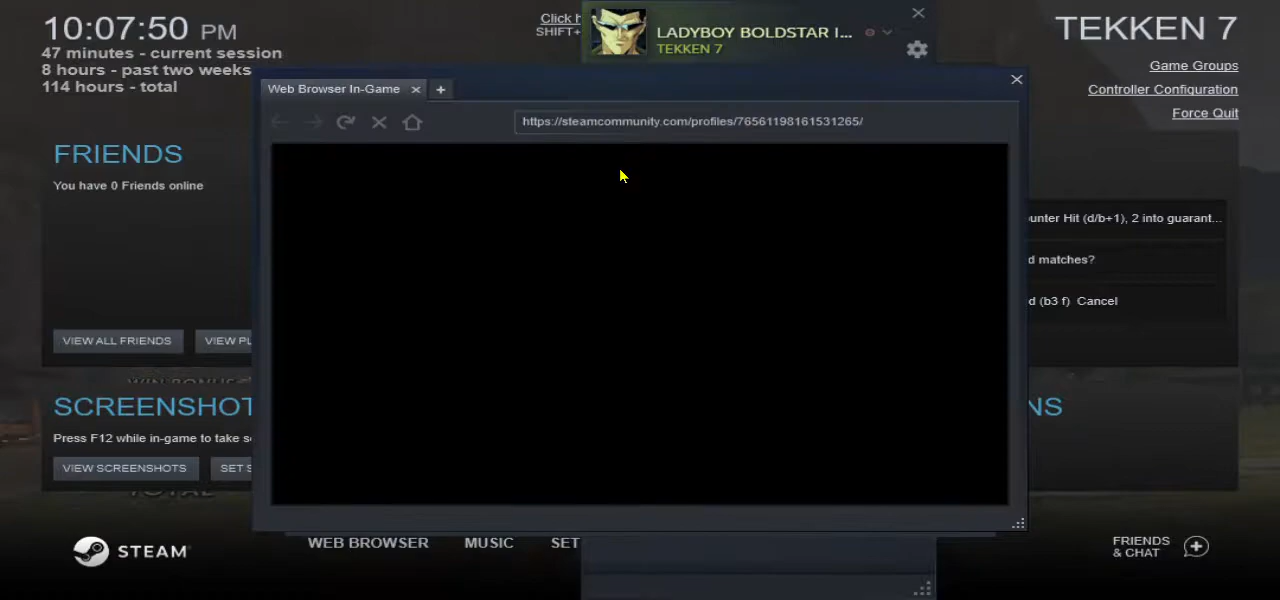 10:07:50 PM
47 minutes - current session
8 hours - past two weeks
114 hours - total
Click h
SHIFT+
LADYBOY BOLDSTAR I...
TEKKEN 7
TEKKEN 7
Game Groups
Controller Configuration
Force Quit
Web Browser In-Game
https://steamcommunity.com/profiles/76561198161531265/
FRIENDS
You have 0 Friends online
VIEW ALL FRIENDS
VIEW PL
unter Hit (d/b+1), 2 into guarant...
d matches?
d (b3 f) Cancel
SCREENSHOT
Press F12 while in-game to take s
VIEW SCREENSHOTS
SET S
NS
TOTAL
STEAM
WEB BROWSER
MUSIC
SET
FRIENDS
& CHAT